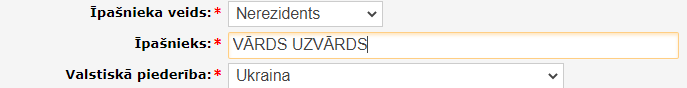 Īpašnieka veids:* Nerezidents
Īpašnieks:* VĀRDS UZVĀRDS
Valstiskā piederība:* Ukraina